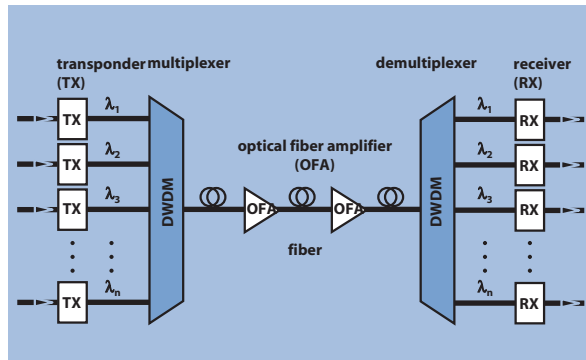 transponder
(TX)
multiplexer
demultiplexer
receiver
(RX)
TX
λ1
λ1
RX
optical fiber amplifier
(OFA)
TX
λ2
λ2
RX
TX
λ3
DWDM
OFA
OFA
DWDM
λ3
RX
fiber
TX
λn
λn
RX